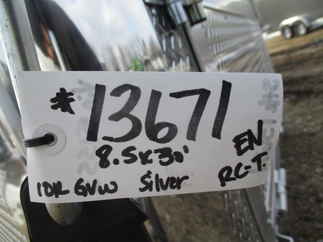 *13671
8.5x30'
EN
10K GVW Silver RC-T